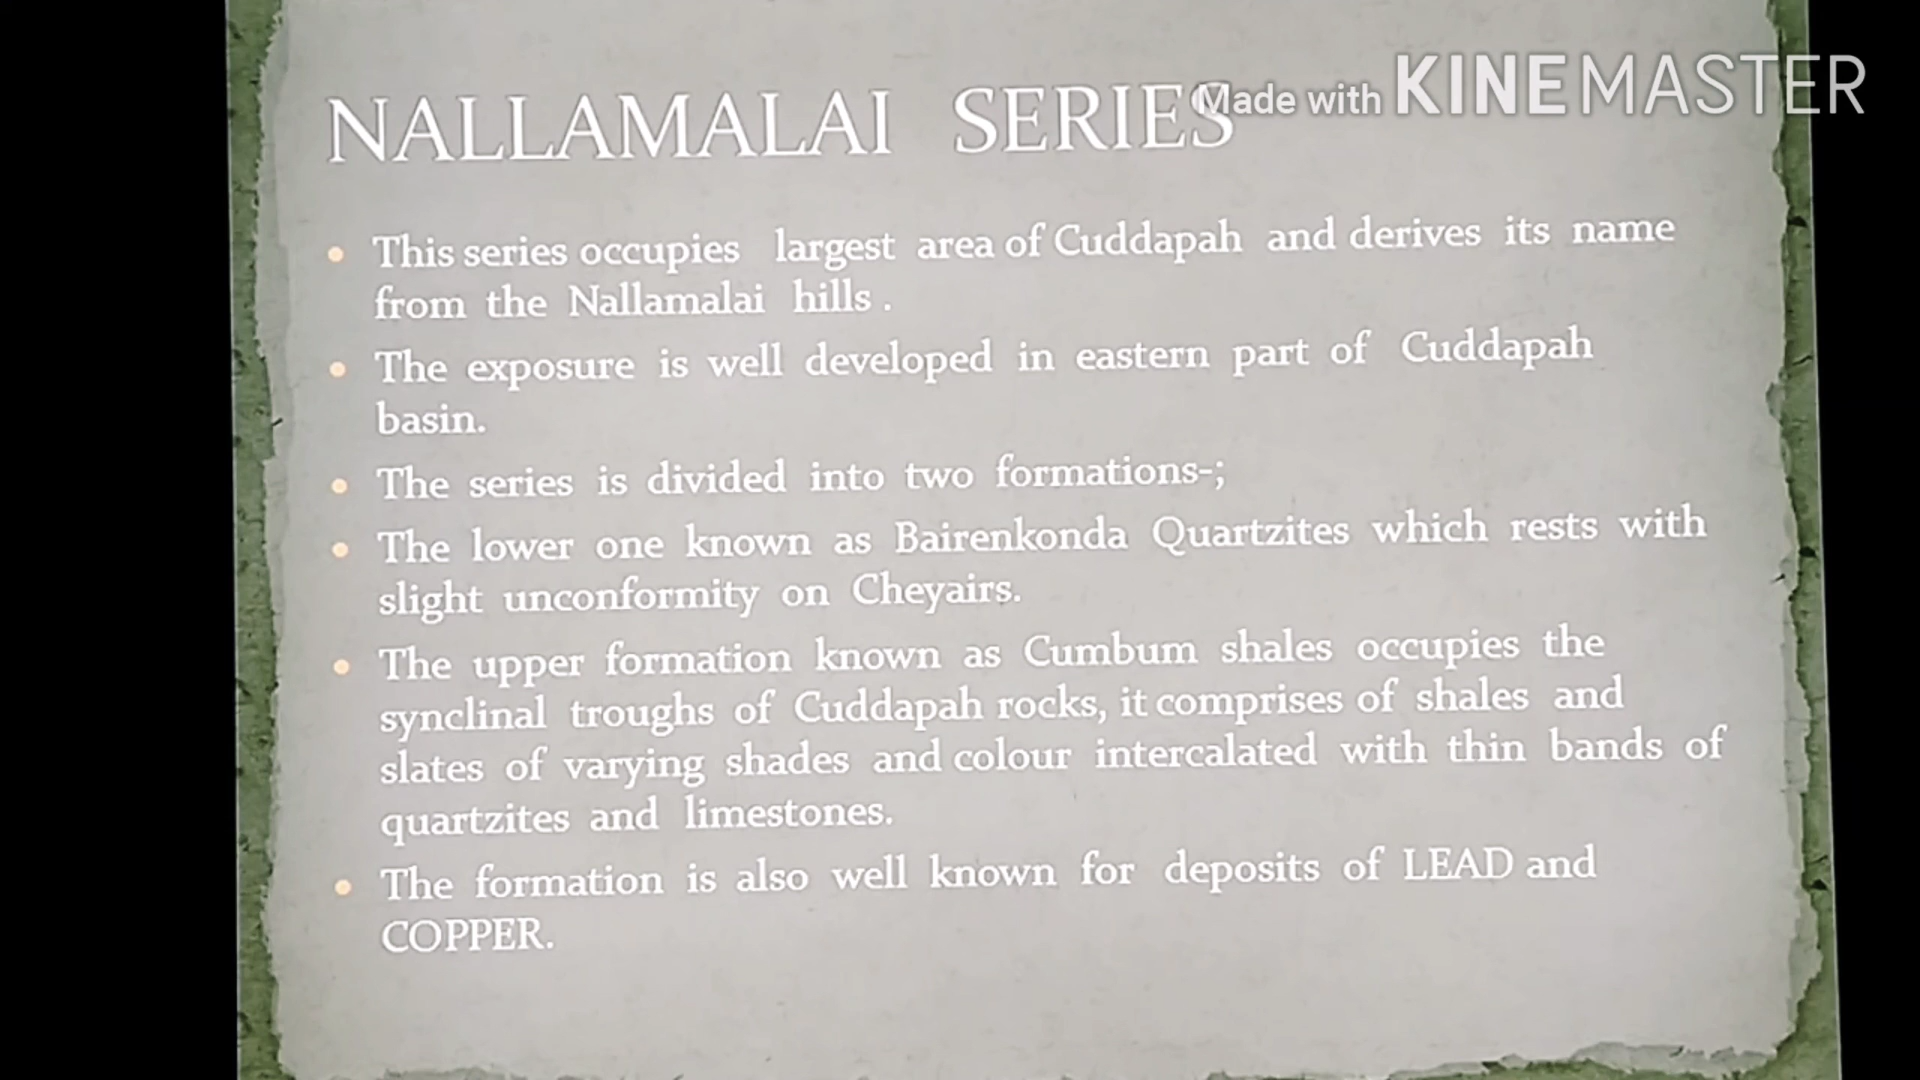 Made with KINEMASTER
NALLAMALAI SERIES
This series occupies largest area of Cuddapah and derives its name
from the Nallamalai hills .
The exposure is well developed in eastern part of Cuddapah
basin.
The series is divided into two formations-;
The lower one known as Bairenkonda Quartzites which rests with
slight unconformity on Cheyairs.
The upper formation known as Cumbum shales occupies the
synclinal troughs of Cuddapah rocks, it comprises of shales and
slates of varying shades and colour intercalated with thin bands of
quartzites and limestones.
The formation is also well known for deposits of LEAD and
COPPER.